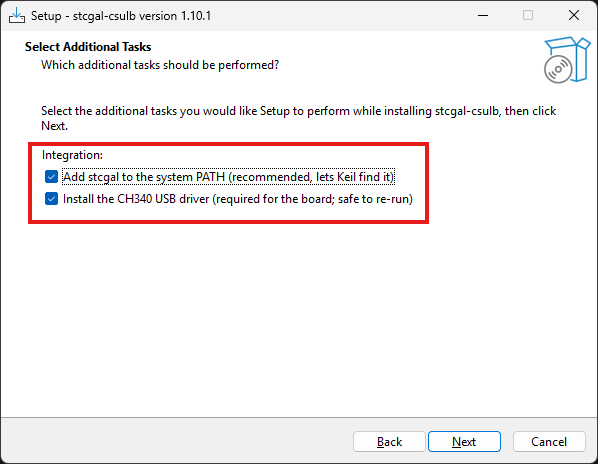 Setup - stcgal-csulb version 1.10.1
Select Additional Tasks
Which additional tasks should be performed?
Select the additional tasks you would like Setup to perform while installing stcgal-csulb, then click
Next.
Integration:
Add stcgal to the system PATH (recommended, lets Keil find it)
Install the CH340 USB driver (required for the board; safe to re-run)
Back
Next
Cancel